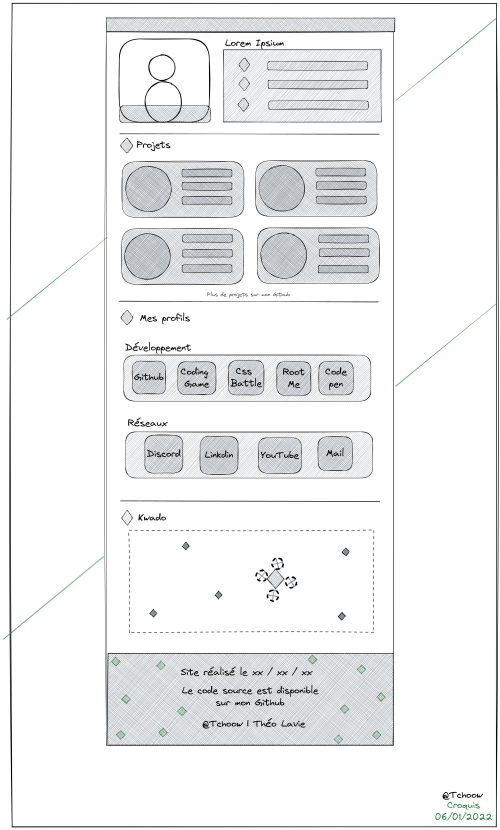 Lorem Ipsium
Projets
Plus de projets sur mon Github
Mes profils
Développement
Github
Coding
Game
Css
Battle
Root
Me
Code
pen
Réseaux
Discord
Linkdin
YouTube
Mail
Kwado
Site réalisé le xx / xx / xx
Le code source est disponible
sur mon Github
@Tchoow | Théo Lavie
@Tchoow
Croquis
06/01/2022